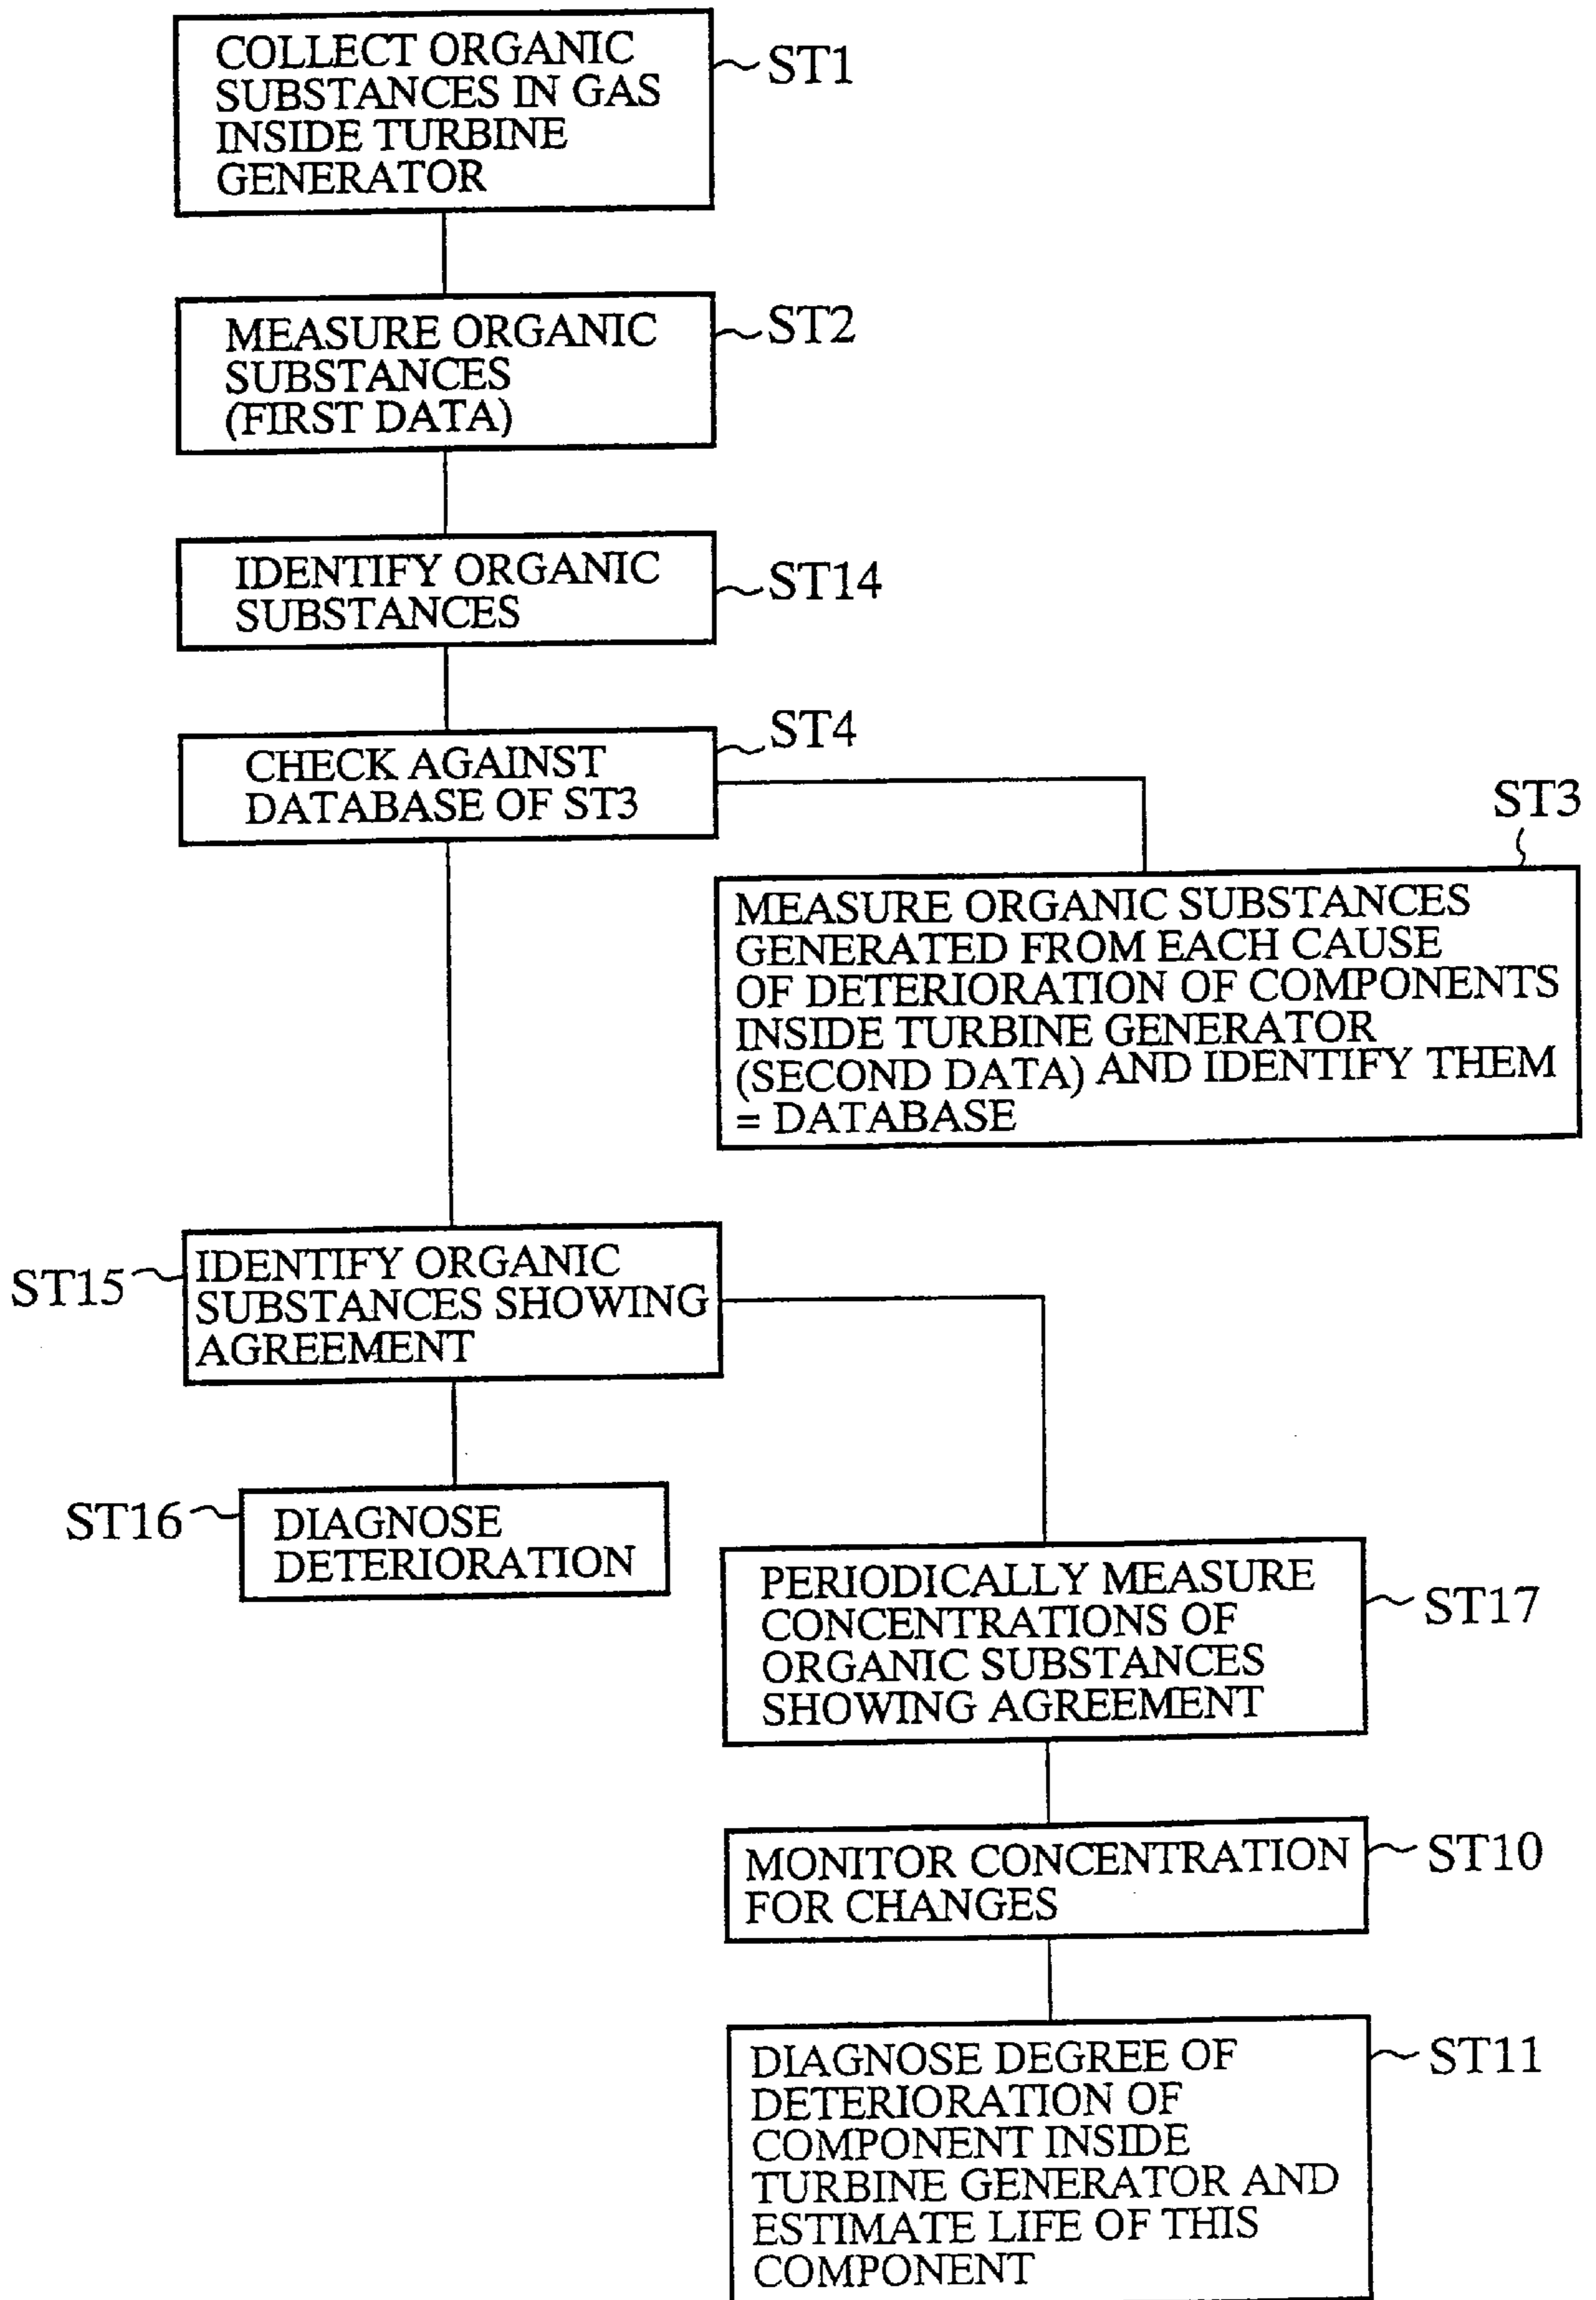 COLLECT ORGANIC
SUBSTANCES IN GAS
INSIDE TURBINE
GENERATOR
ST1
MEASURE ORGANIC
SUBSTANCES
(FIRST DATA)
ST2
IDENTIFY ORGANIC
SUBSTANCES
ST14
CHECK AGAINST
DATABASE OF ST3
ST4
ST3
MEASURE ORGANIC SUBSTANCES
GENERATED FROM EACH CAUSE
OF DETERIORATION OF COMPONENTS
INSIDE TURBINE GENERATOR
(SECOND DATA) AND IDENTIFY THEM
= DATABASE
ST15
IDENTIFY ORGANIC
SUBSTANCES SHOWING
AGREEMENT
ST16
DIAGNOSE
DETERIORATION
PERIODICALLY MEASURE
CONCENTRATIONS OF
ORGANIC SUBSTANCES
SHOWING AGREEMENT
ST17
MONITOR CONCENTRATION
FOR CHANGES
ST10
DIAGNOSE DEGREE OF
DETERIORATION OF
COMPONENT INSIDE
TURBINE GENERATOR AND
ESTIMATE LIFE OF THIS
COMPONENT
ST11